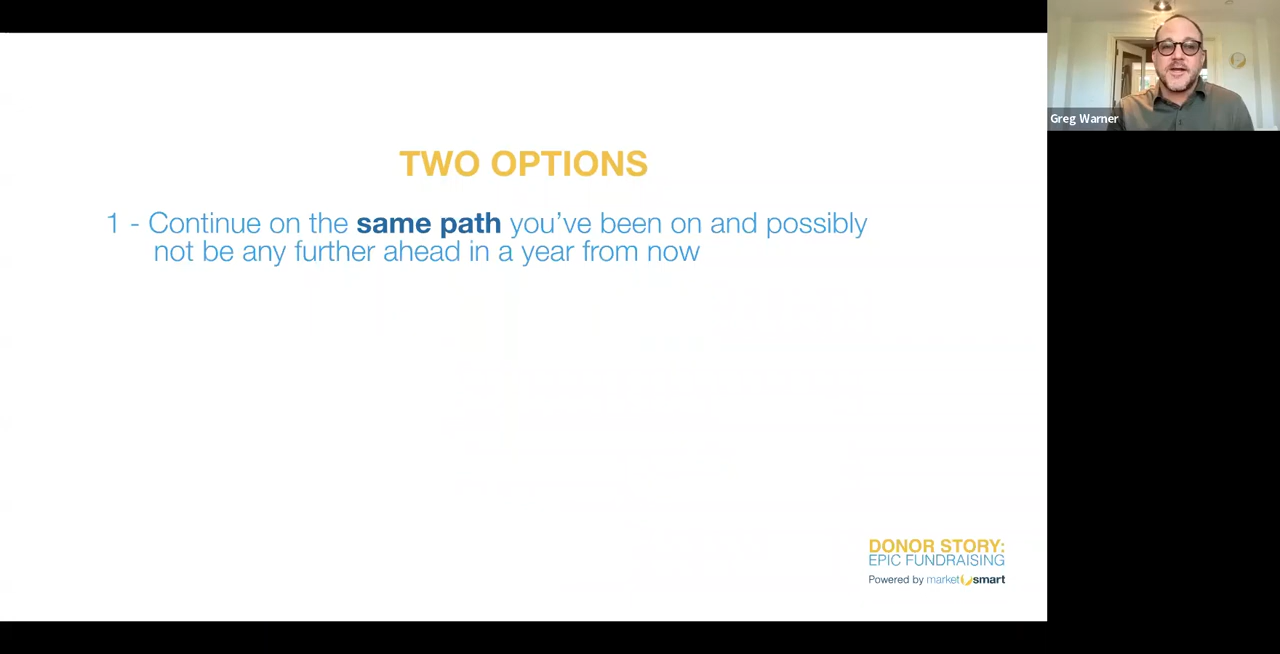 TWO OPTIONS
1 - Continue on the same path you’ve been on and possibly
not be any further ahead in a year from now
DONOR STORY:
EPIC FUNDRAISING
Powered by marketsmart
Greg Warner